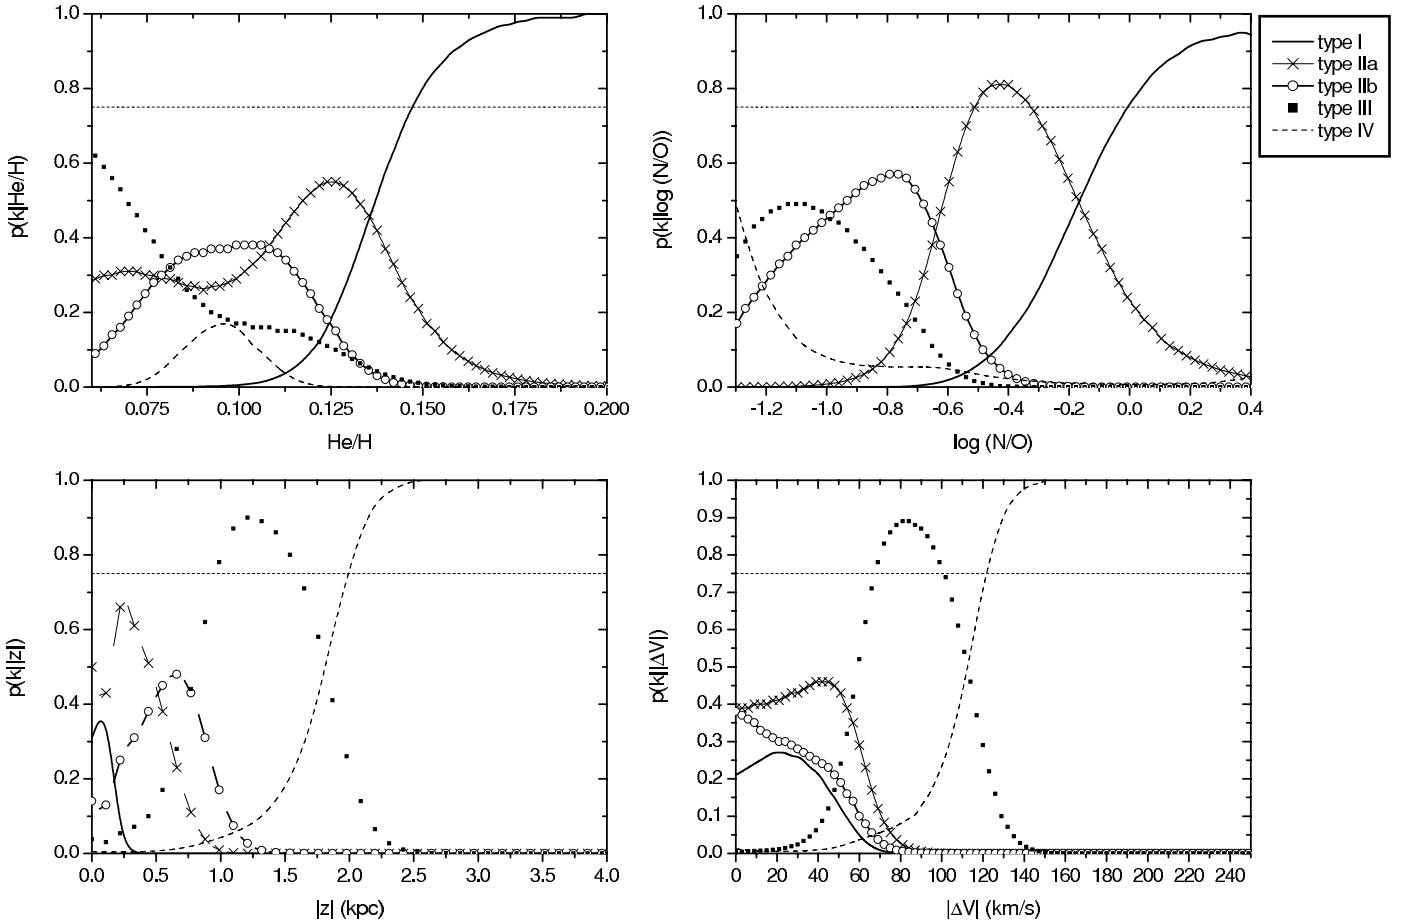 1.0
0.8
0.6
0.4
0.2
0.0
p(k|He/H)
0.075 0.100 0.125 0.150 0.175 0.200
He/H
1.0
0.8
0.6
0.4
0.2
0.0
p(k|log (N/O)
-1.2 -1.0 -0.8 -0.6 -0.4 -0.2 0.0 0.2 0.4
log (N/O)
type I
type IIa
type IIb
type III
type IV
1.0
0.8
0.6
0.4
0.2
0.0
p(k||z|)
0.0 0.5 1.0 1.5 2.0 2.5 3.0 3.5 4.0
|z| (kpc)
1.0
0.9
0.8
0.7
0.6
0.5
0.4
0.3
0.2
0.1
0.0
p(k||ΔV|)
0 20 40 60 80 100 120 140 160 180 200 220 240
|ΔV| (km/s)